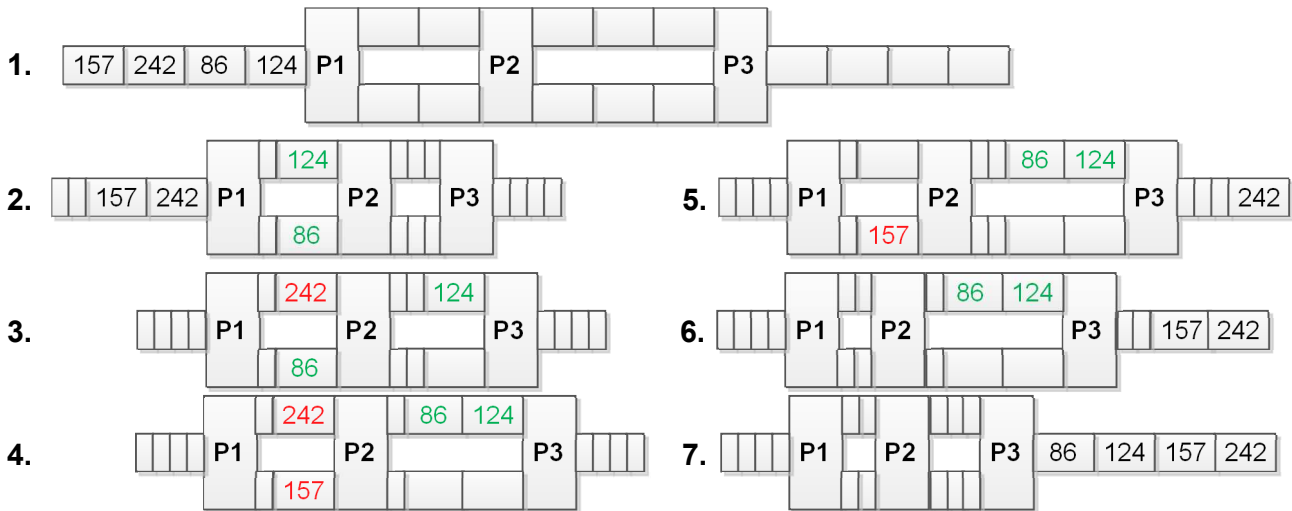 1. 157 242 86 124 P1 P2 P3
2. 157 242 P1 124 86 P2 P3
3. P1 242 86 P2 124 P3
4. P1 242 157 P2 86 124 P3
5. P1 157 P2 86 124 P3 242
6. P1 P2 86 124 P3 157 242
7. P1 P2 P3 86 124 157 242